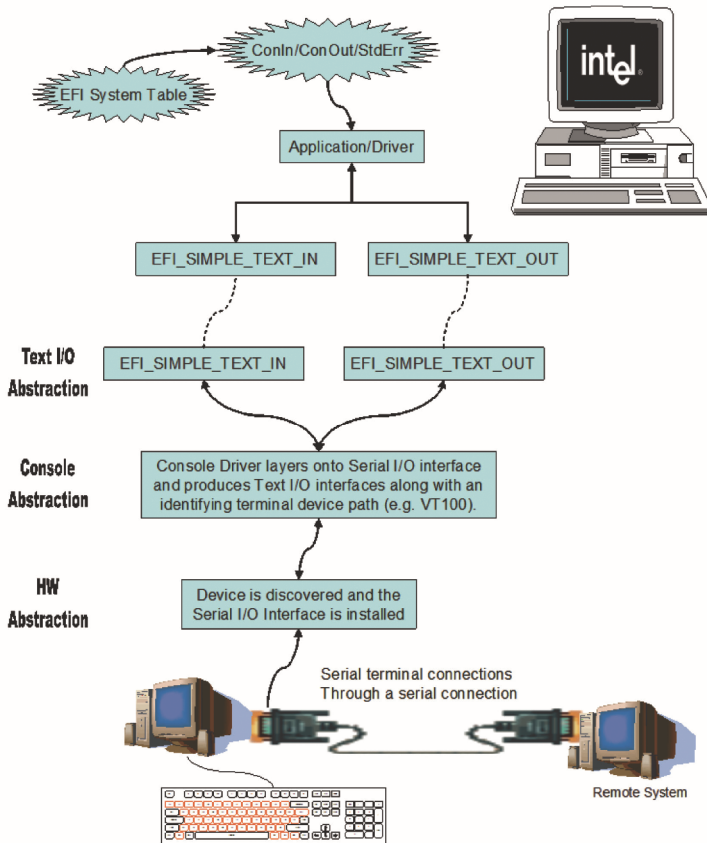 ConIn/ConOut/StdErr
EFI System Table
intel.
Application/Driver
EFI_SIMPLE_TEXT_IN
EFI_SIMPLE_TEXT_OUT
Text I/O
Abstraction
EFI_SIMPLE_TEXT_IN
EFI_SIMPLE_TEXT_OUT
Console
Abstraction
Console Driver layers onto Serial I/O interface
and produces Text I/O interfaces along with an
identifying terminal device path (e.g. VT100).
HW
Abstraction
Device is discovered and the
Serial I/O Interface is installed
Serial terminal connections
Through a serial connection
Remote System